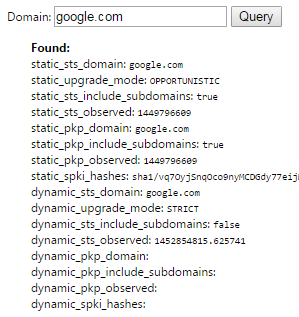 Domain: google.com Query
Found:
static_sts_domain: google.com
static_upgrade_mode: OPPORTUNISTIC
static_sts_include_subdomains: true
static_sts_observed: 1449796609
static_pkp_domain: google.com
static_pkp_include_subdomains: true
static_pkp_observed: 1449796609
static_spki_hashes:
dynamic_sts_domain: google.com
dynamic_upgrade_mode: STRICT
dynamic_sts_include_subdomains: false
dynamic_sts_observed: 1452854815.625741
dynamic_pkp_domain:
dynamic_pkp_include_subdomains:
dynamic_pkp_observed:
dynamic_spki_hashes: